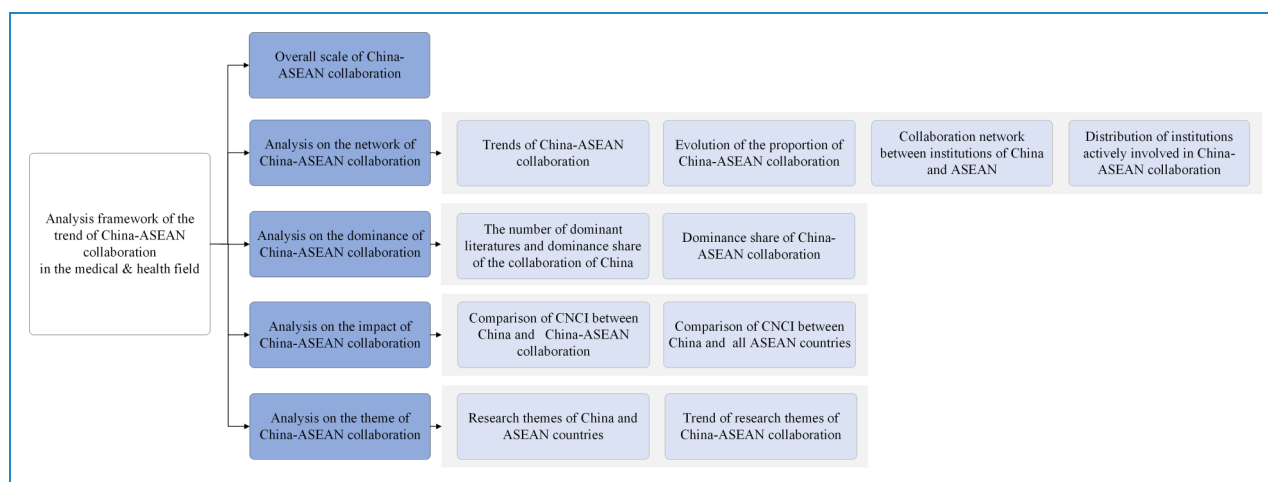 Analysis framework of the
trend of China-ASEAN
collaboration
in the medical & health field
Overall scale of China-
ASEAN collaboration
Analysis on the network of
China-ASEAN collaboration
Trends of China-ASEAN
collaboration
Evolution of the proportion of
China-ASEAN collaboration
Collaboration network
between institutions of China
and ASEAN
Distribution of institutions
actively involved in China-
ASEAN collaboration
Analysis on the dominance of
China-ASEAN collaboration
The number of dominant
literatures and dominance share
of the collaboration of China
Dominance share of China-
ASEAN collaboration
Analysis on the impact of
China-ASEAN collaboration
Comparison of CNCI between
China and China-ASEAN
collaboration
Comparison of CNCI between
China and all ASEAN countries
Analysis on the theme of
China-ASEAN collaboration
Research themes of China and
ASEAN countries
Trend of research themes of
China-ASEAN collaboration